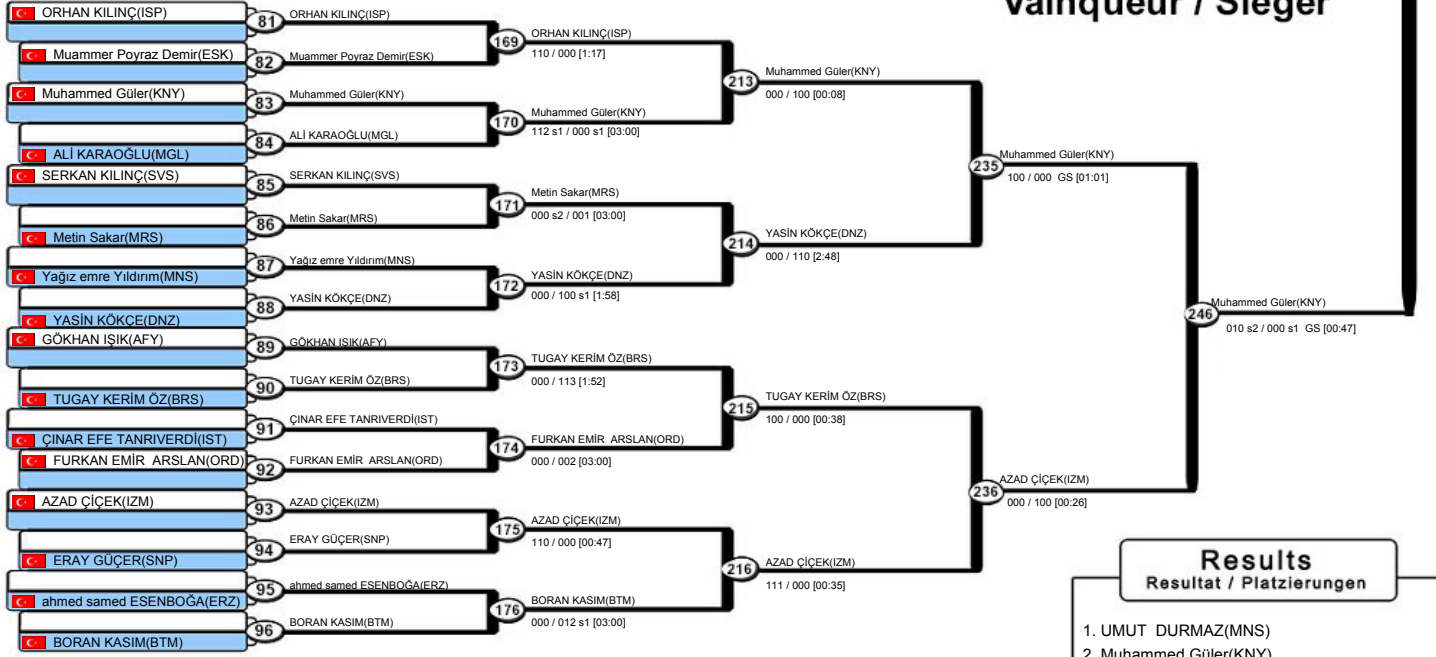 Vainqueur / Sieger
ORHAN KILINÇ(ISP)
Muammer Poyraz Demir(ESK)
Muhammed Güler(KNY)
ALİ KARAOĞLU(MGL)
SERKAN KILINÇ(SVS)
Metin Sakar(MRS)
Yağız emre Yıldırım(MNS)
YASİN KÖKÇE(DNZ)
GÖKHAN IŞIK(AFY)
TUGAY KERİM ÖZ(BRS)
ÇINAR EFE TANRIVERDİ(IST)
FURKAN EMİR ARSLAN(ORD)
AZAD ÇİÇEK(IZM)
ERAY GÜÇER(SNP)
ahmed samed ESENBOĞA(ERZ)
BORAN KASIM(BTM)
81 ORHAN KILINÇ(ISP)
82 Muammer Poyraz Demir(ESK)
83 Muhammed Güler(KNY)
84 ALİ KARAOĞLU(MGL)
85 SERKAN KILINÇ(SVS)
86 Metin Sakar(MRS)
87 Yağız emre Yıldırım(MNS)
88 YASİN KÖKÇE(DNZ)
89 GÖKHAN IŞIK(AFY)
90 TUGAY KERİM ÖZ(BRS)
91 ÇINAR EFE TANRIVERDİ(IST)
92 FURKAN EMİR ARSLAN(ORD)
93 AZAD ÇİÇEK(IZM)
94 ERAY GÜÇER(SNP)
95 ahmed samed ESENBOĞA(ERZ)
96 BORAN KASIM(BTM)
169 ORHAN KILINÇ(ISP)
110 / 000 [1:17]
170 Muhammed Güler(KNY)
112 s1 / 000 s1 [03:00]
171 Metin Sakar(MRS)
000 s2 / 001 [03:00]
172 YASİN KÖKÇE(DNZ)
000 / 100 s1 [1:58]
173 TUGAY KERİM ÖZ(BRS)
000 / 113 [1:52]
174 FURKAN EMİR ARSLAN(ORD)
000 / 002 [03:00]
175 AZAD ÇİÇEK(IZM)
110 / 000 [00:47]
176 BORAN KASIM(BTM)
000 / 012 s1 [03:00]
213 Muhammed Güler(KNY)
000 / 100 [00:08]
214 YASİN KÖKÇE(DNZ)
000 / 110 [2:48]
215 TUGAY KERİM ÖZ(BRS)
100 / 000 [00:38]
216 AZAD ÇİÇEK(IZM)
111 / 000 [00:35]
235 Muhammed Güler(KNY)
100 / 000 GS [01:01]
236 AZAD ÇİÇEK(IZM)
000 / 100 [00:26]
246 Muhammed Güler(KNY)
010 s2 / 000 s1 GS [00:47]
Results
Resultat / Platzierungen
1. UMUT DURMAZ(MNS)
2. Muhammed Güler(KNY)